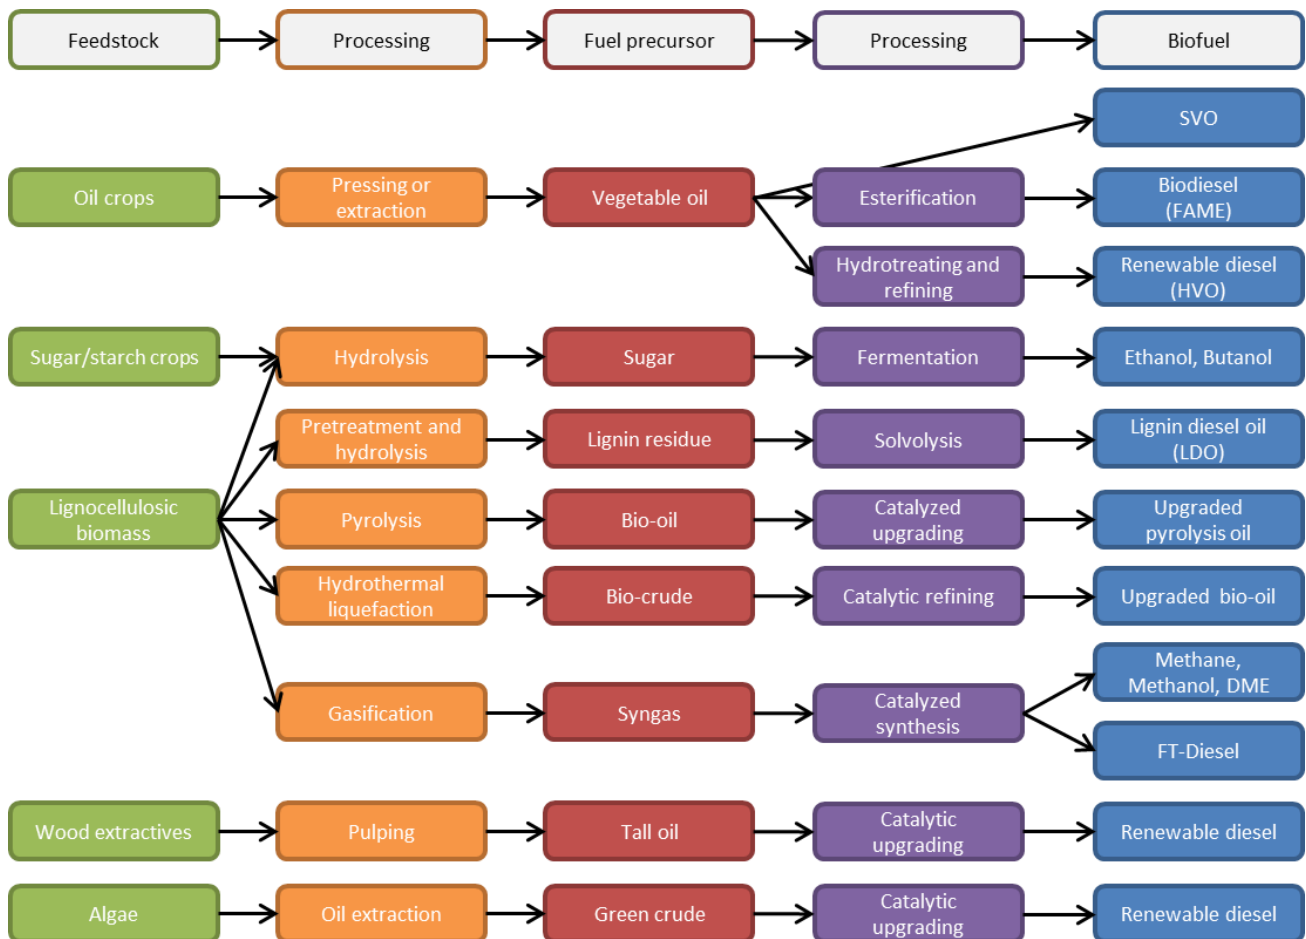 Feedstock
Processing
Fuel precursor
Processing
Biofuel
SVO
Oil crops
Pressing or
extraction
Vegetable oil
Esterification
Biodiesel
(FAME)
Hydrotreating and
refining
Renewable diesel
(HVO)
Sugar/starch crops
Hydrolysis
Sugar
Fermentation
Ethanol, Butanol
Pretreatment and
hydrolysis
Lignin residue
Solvolysis
Lignin diesel oil
(LDO)
Lignocellulosic
biomass
Pyrolysis
Bio-oil
Catalyzed
upgrading
Upgraded
pyrolysis oil
Hydrothermal
liquefaction
Bio-crude
Catalytic refining
Upgraded bio-oil
Gasification
Syngas
Catalyzed
synthesis
Methane,
Methanol, DME
FT-Diesel
Wood extractives
Pulping
Tall oil
Catalytic
upgrading
Renewable diesel
Algae
Oil extraction
Green crude
Catalytic
upgrading
Renewable diesel